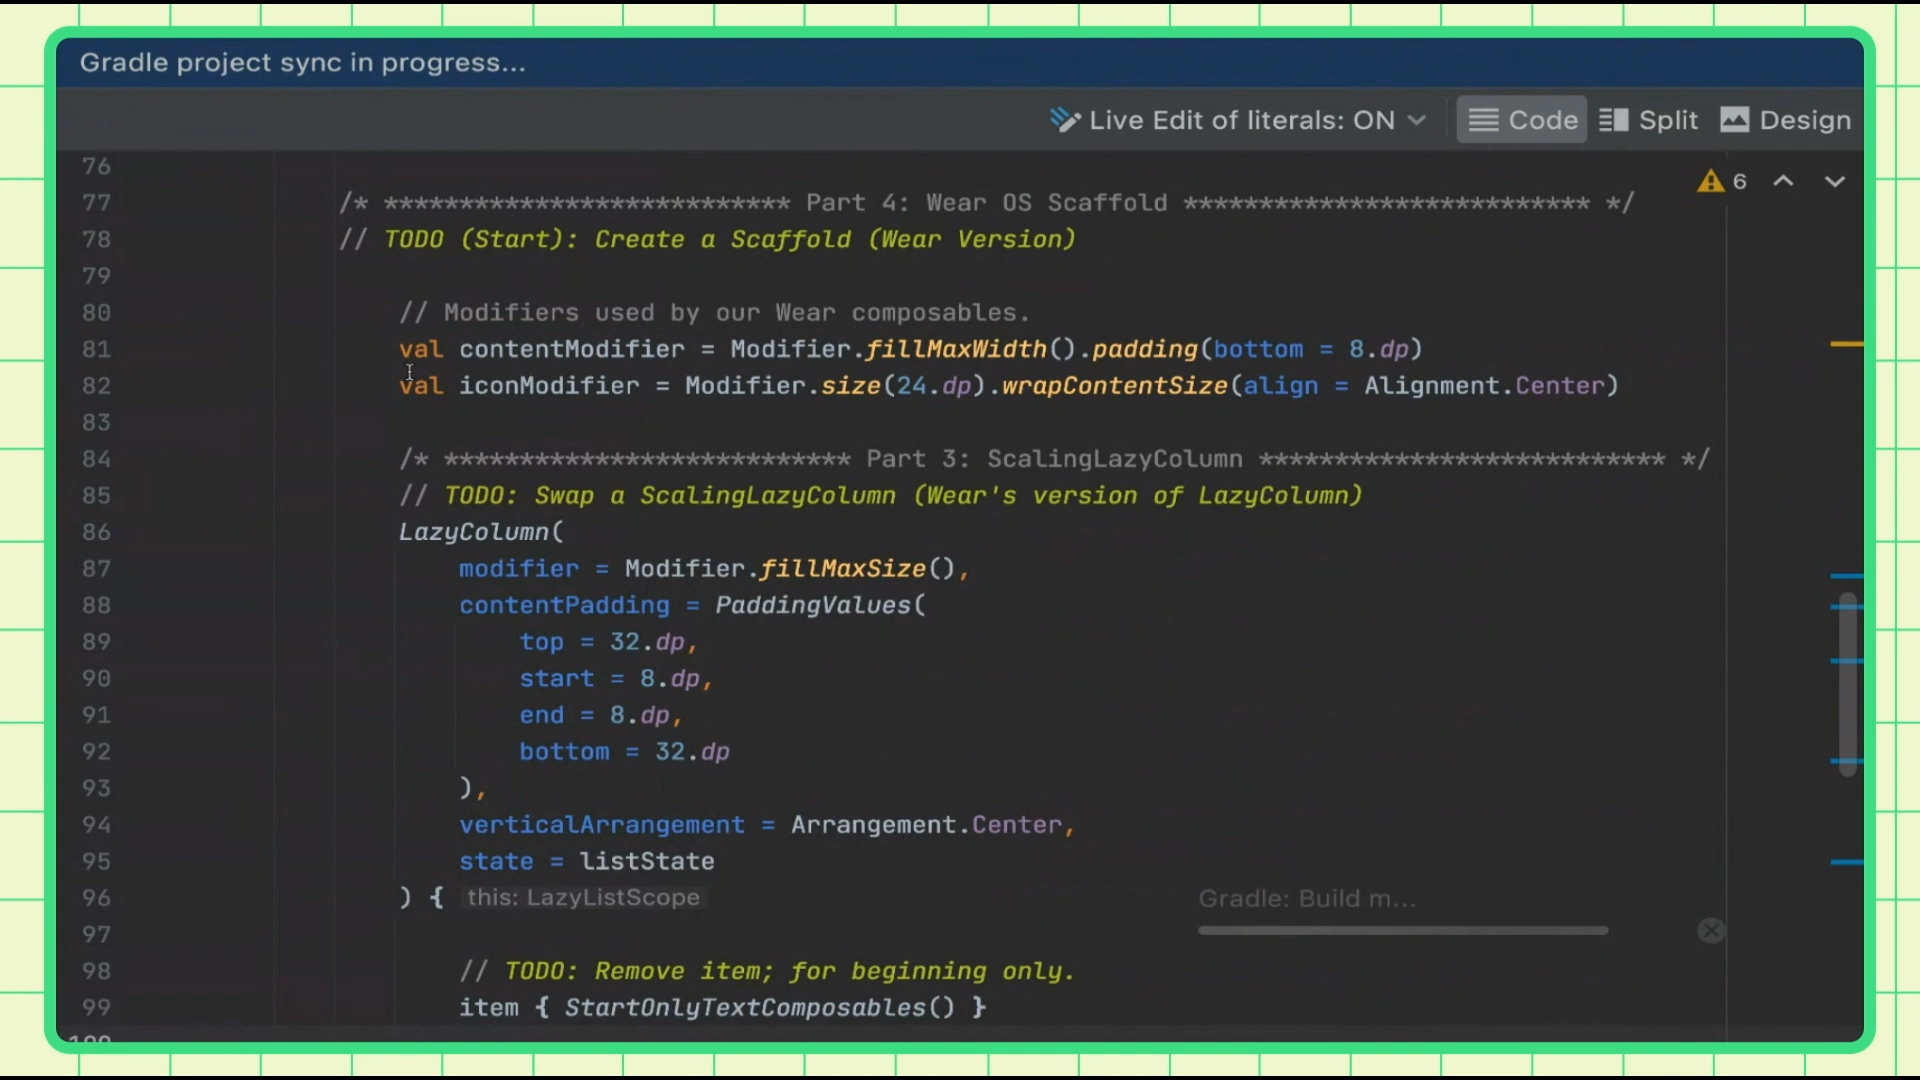 Gradle project sync in progress...
Live Edit of literals: ON Code Split Design
76
6
77 /* *************************** Part 4: Wear OS Scaffold *************************** */
78 // TODO (Start): Create a Scaffold (Wear Version)
79
80 // Modifiers used by our Wear composables.
81 val contentModifier = Modifier.fillMaxWidth().padding(bottom = 8.dp)
82 val iconModifier = Modifier.size(24.dp).wrapContentSize(align = Alignment.Center)
83
84 /* *************************** Part 3: ScalingLazyColumn *************************** */
85 // TODO: Swap a ScalingLazyColumn (Wear's version of LazyColumn)
86 LazyColumn(
87 modifier = Modifier.fillMaxSize(),
88 contentPadding = PaddingValues(
89 top = 32.dp,
90 start = 8.dp,
91 end = 8.dp,
92 bottom = 32.dp
93 ),
94 verticalArrangement = Arrangement.Center,
95 state = listState
96 ) { this: LazyListScope
Gradle: Build m...
97
98 // TODO: Remove item; for beginning only.
99 item { StartOnlyTextComposables() }